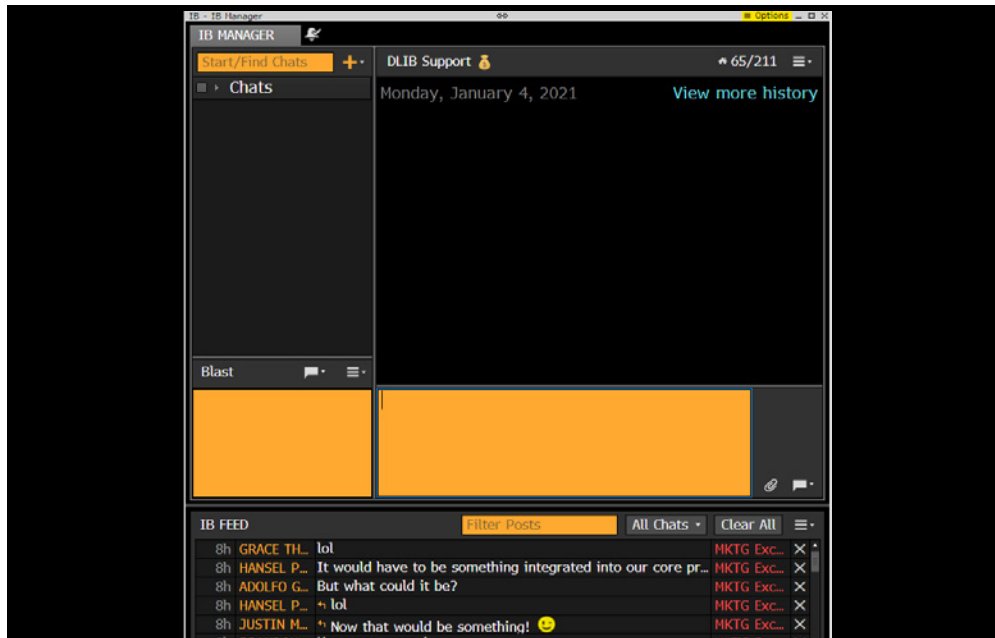 IB - IB Manager
Options
IB MANAGER
Start/Find Chats
DLIB Support
65/211
Chats
Monday, January 4, 2021 View more history
Blast
IB FEED
Filter Posts
All Chats
Clear All
8h GRACE TH... lol MKTG Exc...
8h HANSEL P... It would have to be something integrated into our core pr... MKTG Exc...
8h ADOLFO G... But what could it be? MKTG Exc...
8h HANSEL P... lol MKTG Exc...
8h JUSTIN M... Now that would be something! MKTG Exc...